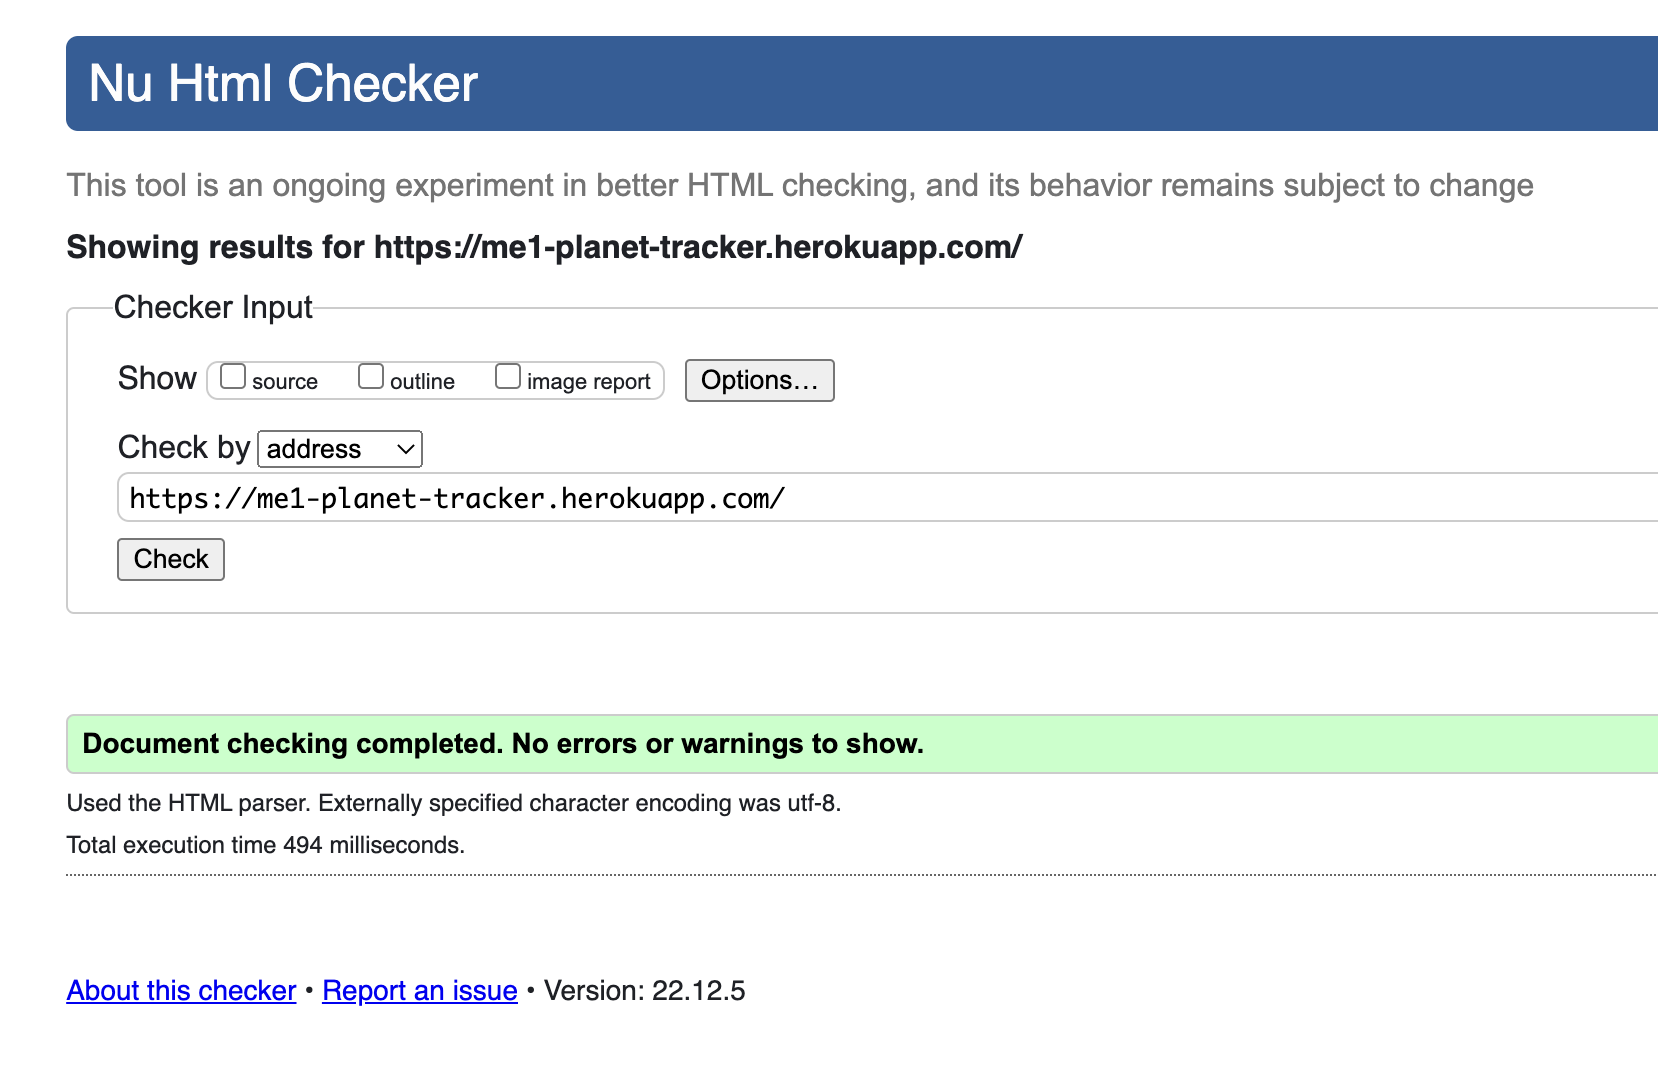 Nu Html Checker
This tool is an ongoing experiment in better HTML checking, and its behavior remains subject to change
Showing results for https://me1-planet-tracker.herokuapp.com/
Checker Input
Show source outline image report Options…
Check by address
https://me1-planet-tracker.herokuapp.com/
Check
Document checking completed. No errors or warnings to show.
Used the HTML parser. Externally specified character encoding was utf-8.
Total execution time 494 milliseconds.
About this checker • Report an issue • Version: 22.12.5